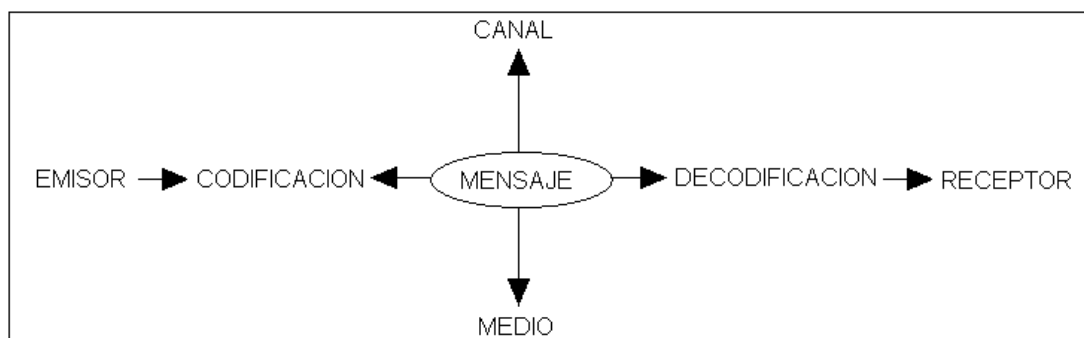 CANAL
EMISOR CODIFICACION MENSAJE DECODIFICACION RECEPTOR
MEDIO